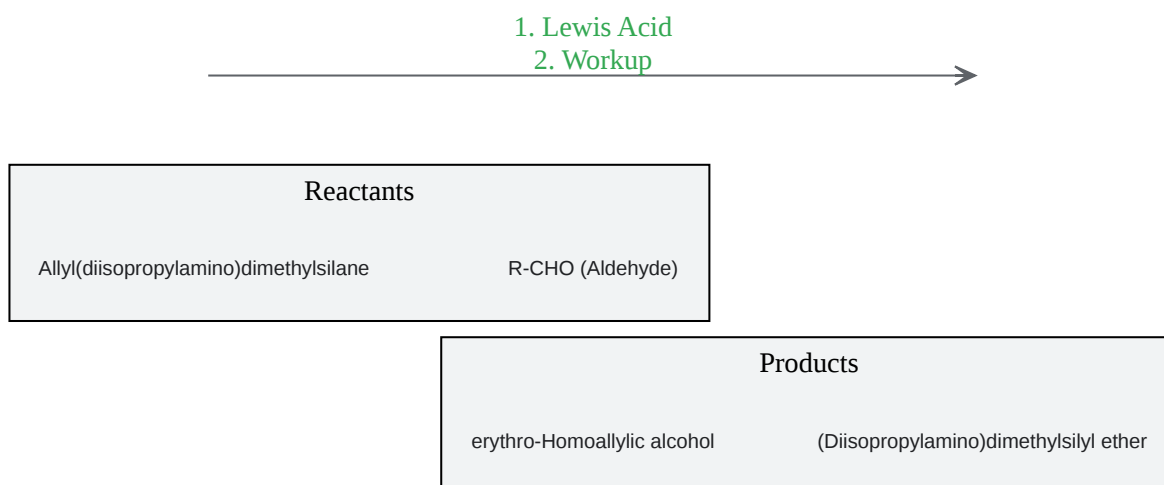 1. Lewis Acid
2. Workup
Reactants
Allyl(diisopropylamino)dimethylsilane R-CHO (Aldehyde)
Products
erythro-Homoallylic alcohol (Diisopropylamino)dimethylsilyl ether